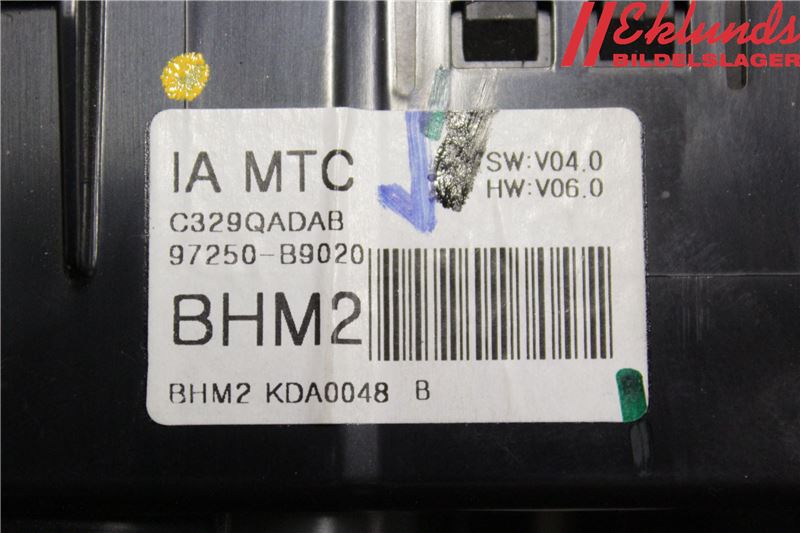 Eklunds
BILDELSLAGER
IA MTC
SW:V04.0
HW:V06.0
C329QADAB
97250-B9020
BHM2
BHM2 KDA0048 B